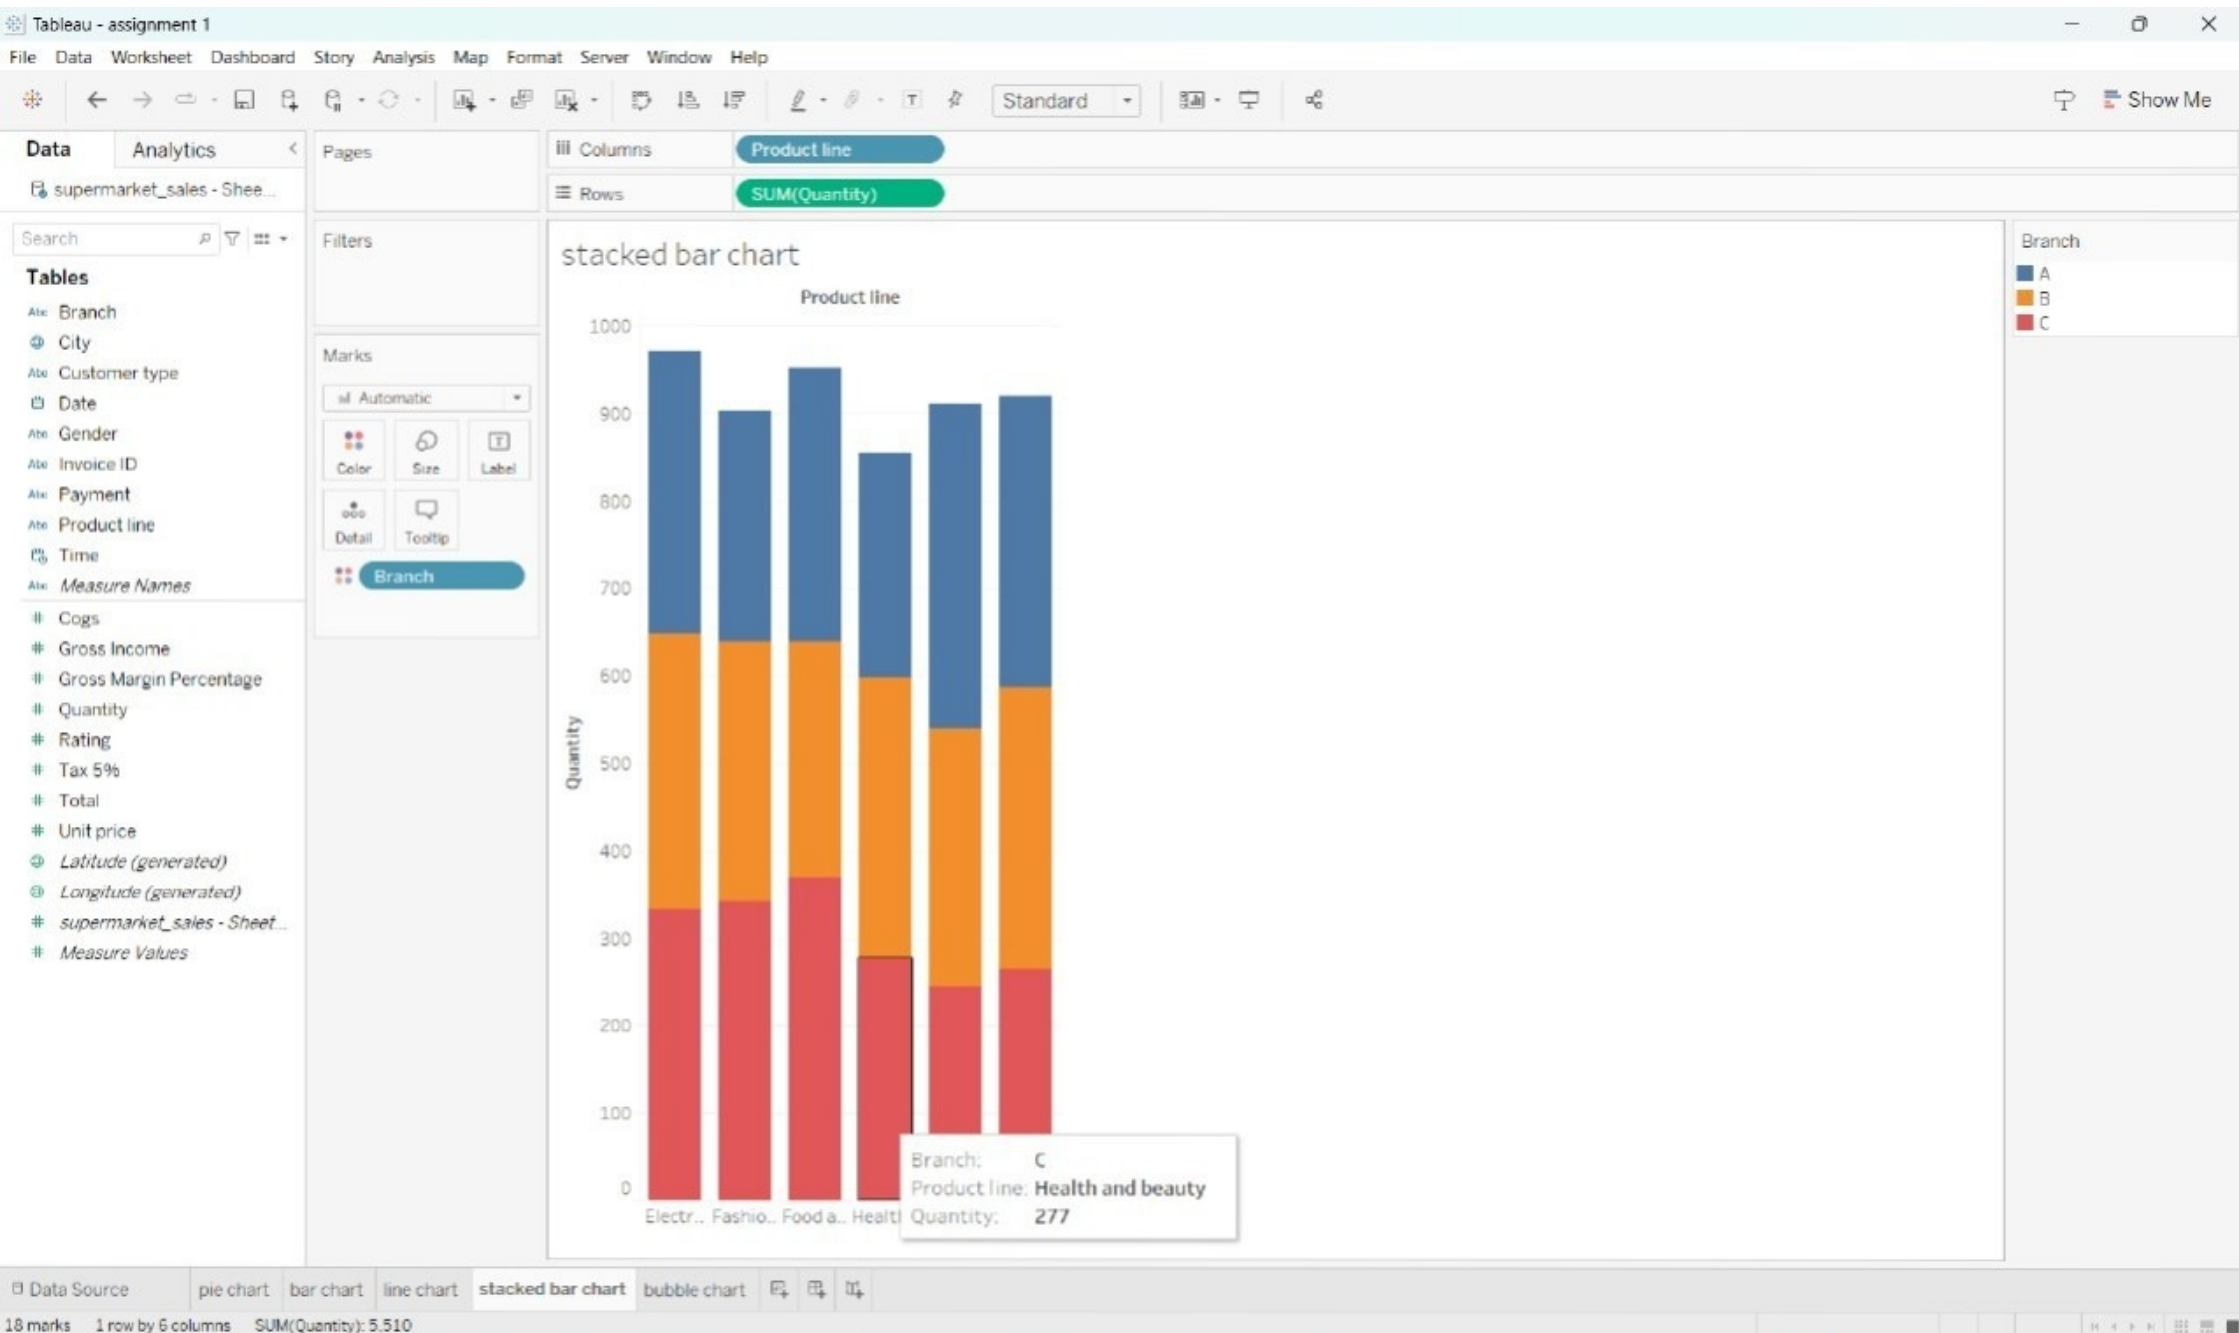 Tableau - assignment 1
File Data Worksheet Dashboard Story Analysis Map Format Server Window Help
Standard
Show Me
Data Analytics
supermarket_sales - Shee...
Search
Tables
Branch
City
Customer type
Date
Gender
Invoice ID
Payment
Product line
Time
Measure Names
Cogs
Gross Income
Gross Margin Percentage
Quantity
Rating
Tax 5%
Total
Unit price
Latitude (generated)
Longitude (generated)
supermarket_sales - Sheet...
Measure Values
Pages
Filters
Marks
Automatic
Color Size Label
Detail Tooltip
Branch
Columns Product line
Rows SUM(Quantity)
stacked bar chart
Product line
Quantity
1000
900
800
700
600
500
400
300
200
100
0
Electr.. Fashio.. Food a.. Healt
Branch: C
Product line: Health and beauty
Quantity: 277
Branch
A
B
C
Data Source pie chart bar chart line chart stacked bar chart bubble chart
18 marks 1 row by 6 columns SUM(Quantity): 5,510